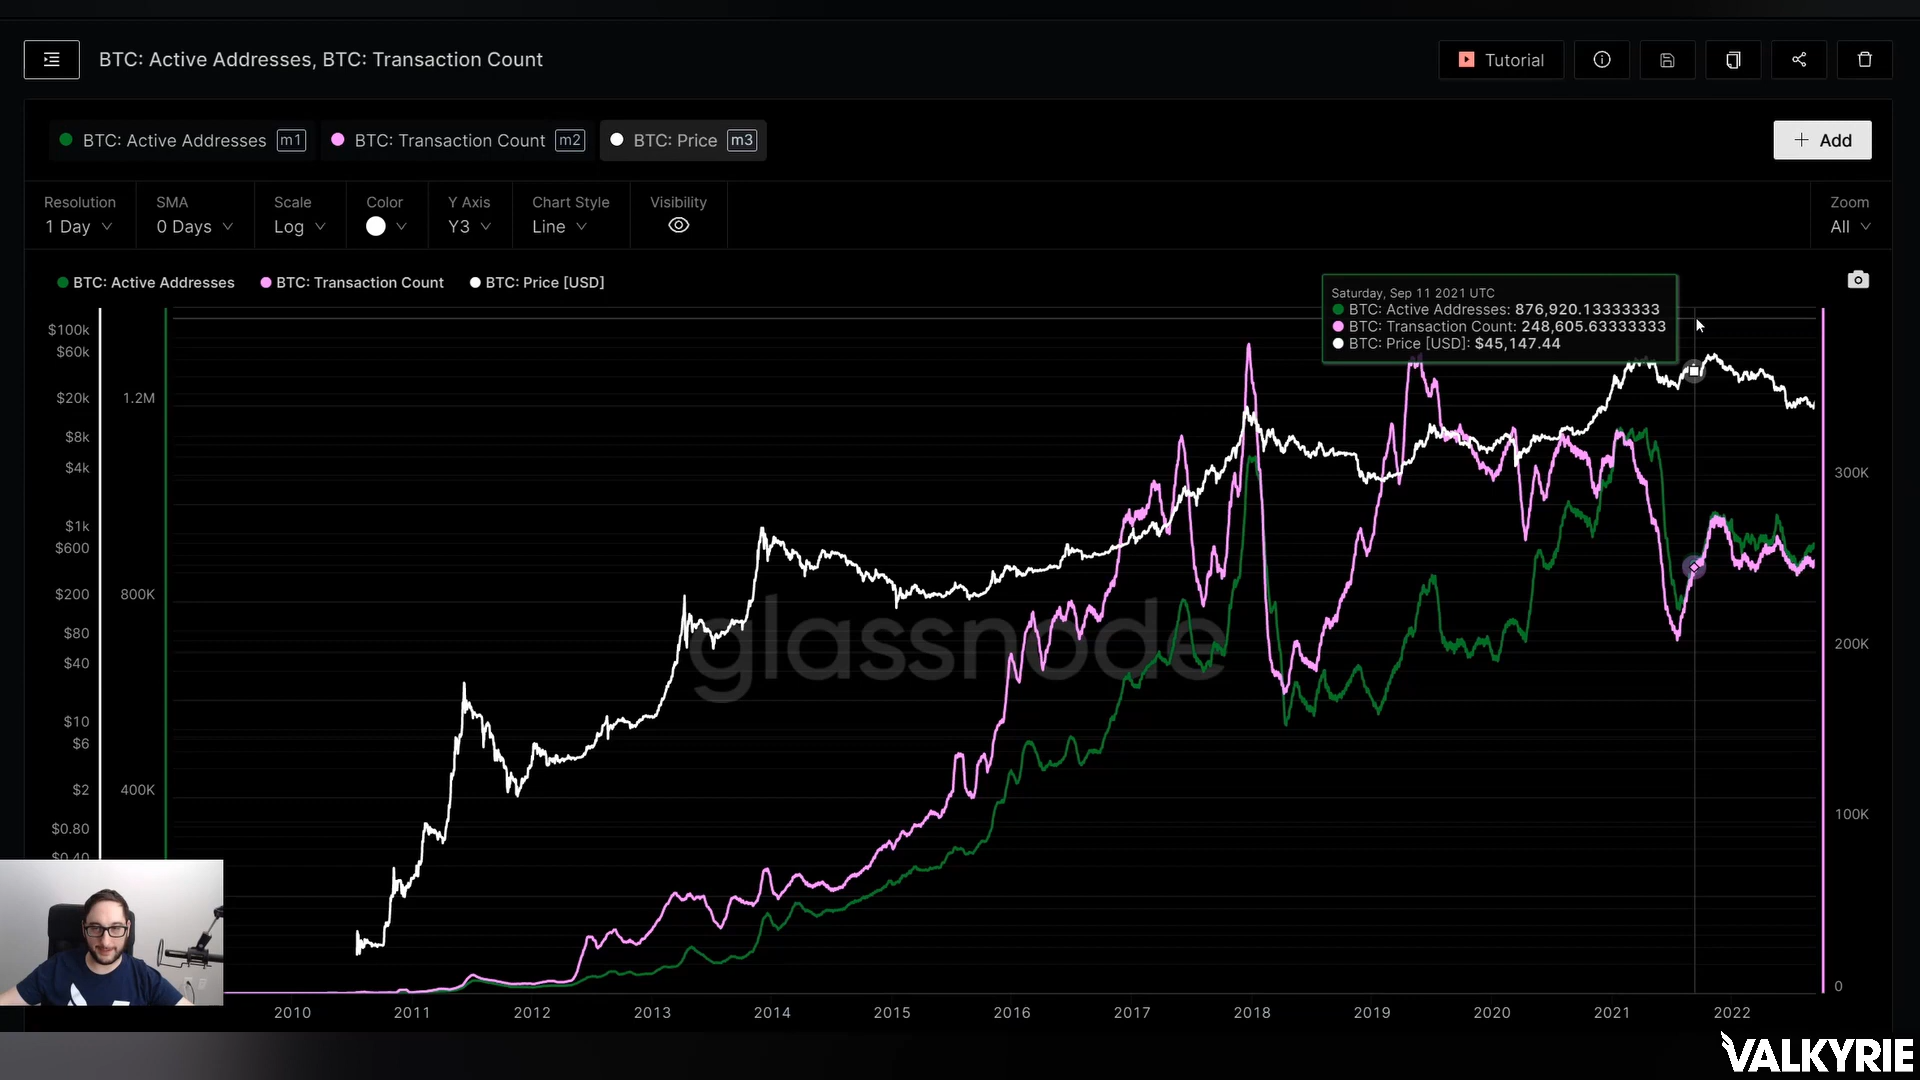 BTC: Active Addresses, BTC: Transaction Count
Tutorial
BTC: Active Addresses m1
BTC: Transaction Count m2
BTC: Price m3
+ Add
Resolution
1 Day
SMA
0 Days
Scale
Log
Color
Y Axis
Y3
Chart Style
Line
Visibility
Zoom
All
BTC: Active Addresses
BTC: Transaction Count
BTC: Price [USD]
Saturday, Sep 11 2021 UTC
BTC: Active Addresses: 876,920.13333333
BTC: Transaction Count: 248,605.63333333
BTC: Price [USD]: $45,147.44
$100k
$60k
$20k
$8k
$4k
$1k
$600
$200
$80
$40
$10
$6
$2
$0.80
$0.40
1.2M
800K
400K
300K
200K
100K
0
glassnode
2010
2011
2012
2013
2014
2015
2016
2017
2018
2019
2020
2021
2022
VALKYRIE